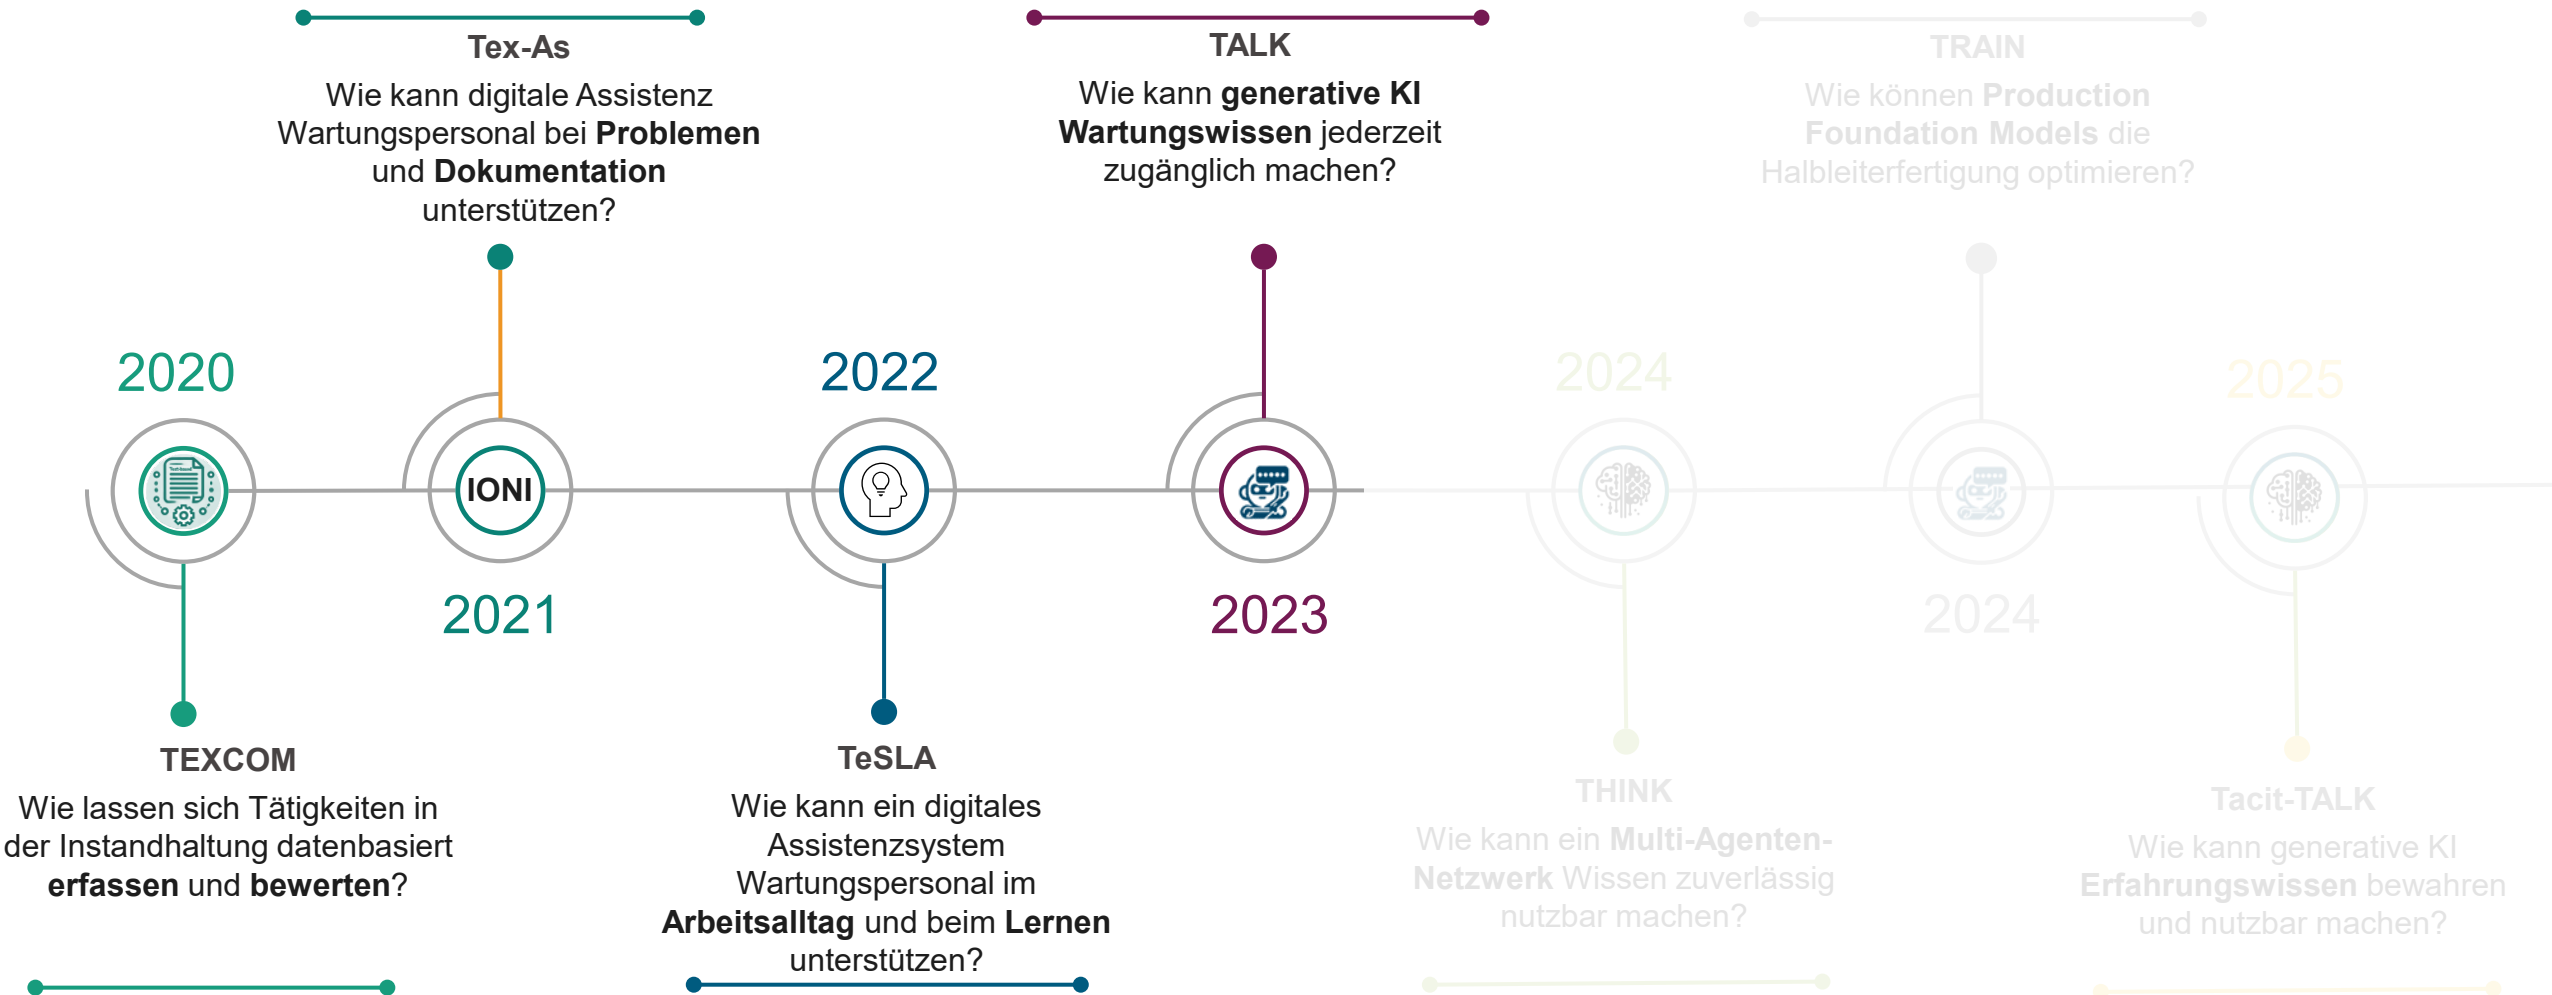 Tex-As
Wie kann digitale Assistenz
Wartungspersonal bei Problemen
und Dokumentation
unterstützen?
TALK
Wie kann generative KI
Wartungswissen jederzeit
zugänglich machen?
TRAIN
Wie können Production
Foundation Models die
Halbleiterfertigung optimieren?
2020
2022
2024
2025
IONI
2021
2023
2024
TEXCOM
Wie lassen sich Tätigkeiten in
der Instandhaltung datenbasiert
erfassen und bewerten?
TeSLA
Wie kann ein digitales
Assistenzsystem
Wartungspersonal im
Arbeitsalltag und beim Lernen
unterstützen?
THINK
Wie kann ein Multi-Agenten-
Netzwerk Wissen zuverlässig
nutzbar machen?
Tacit-TALK
Wie kann generative KI
Erfahrungswissen bewahren
und nutzbar machen?